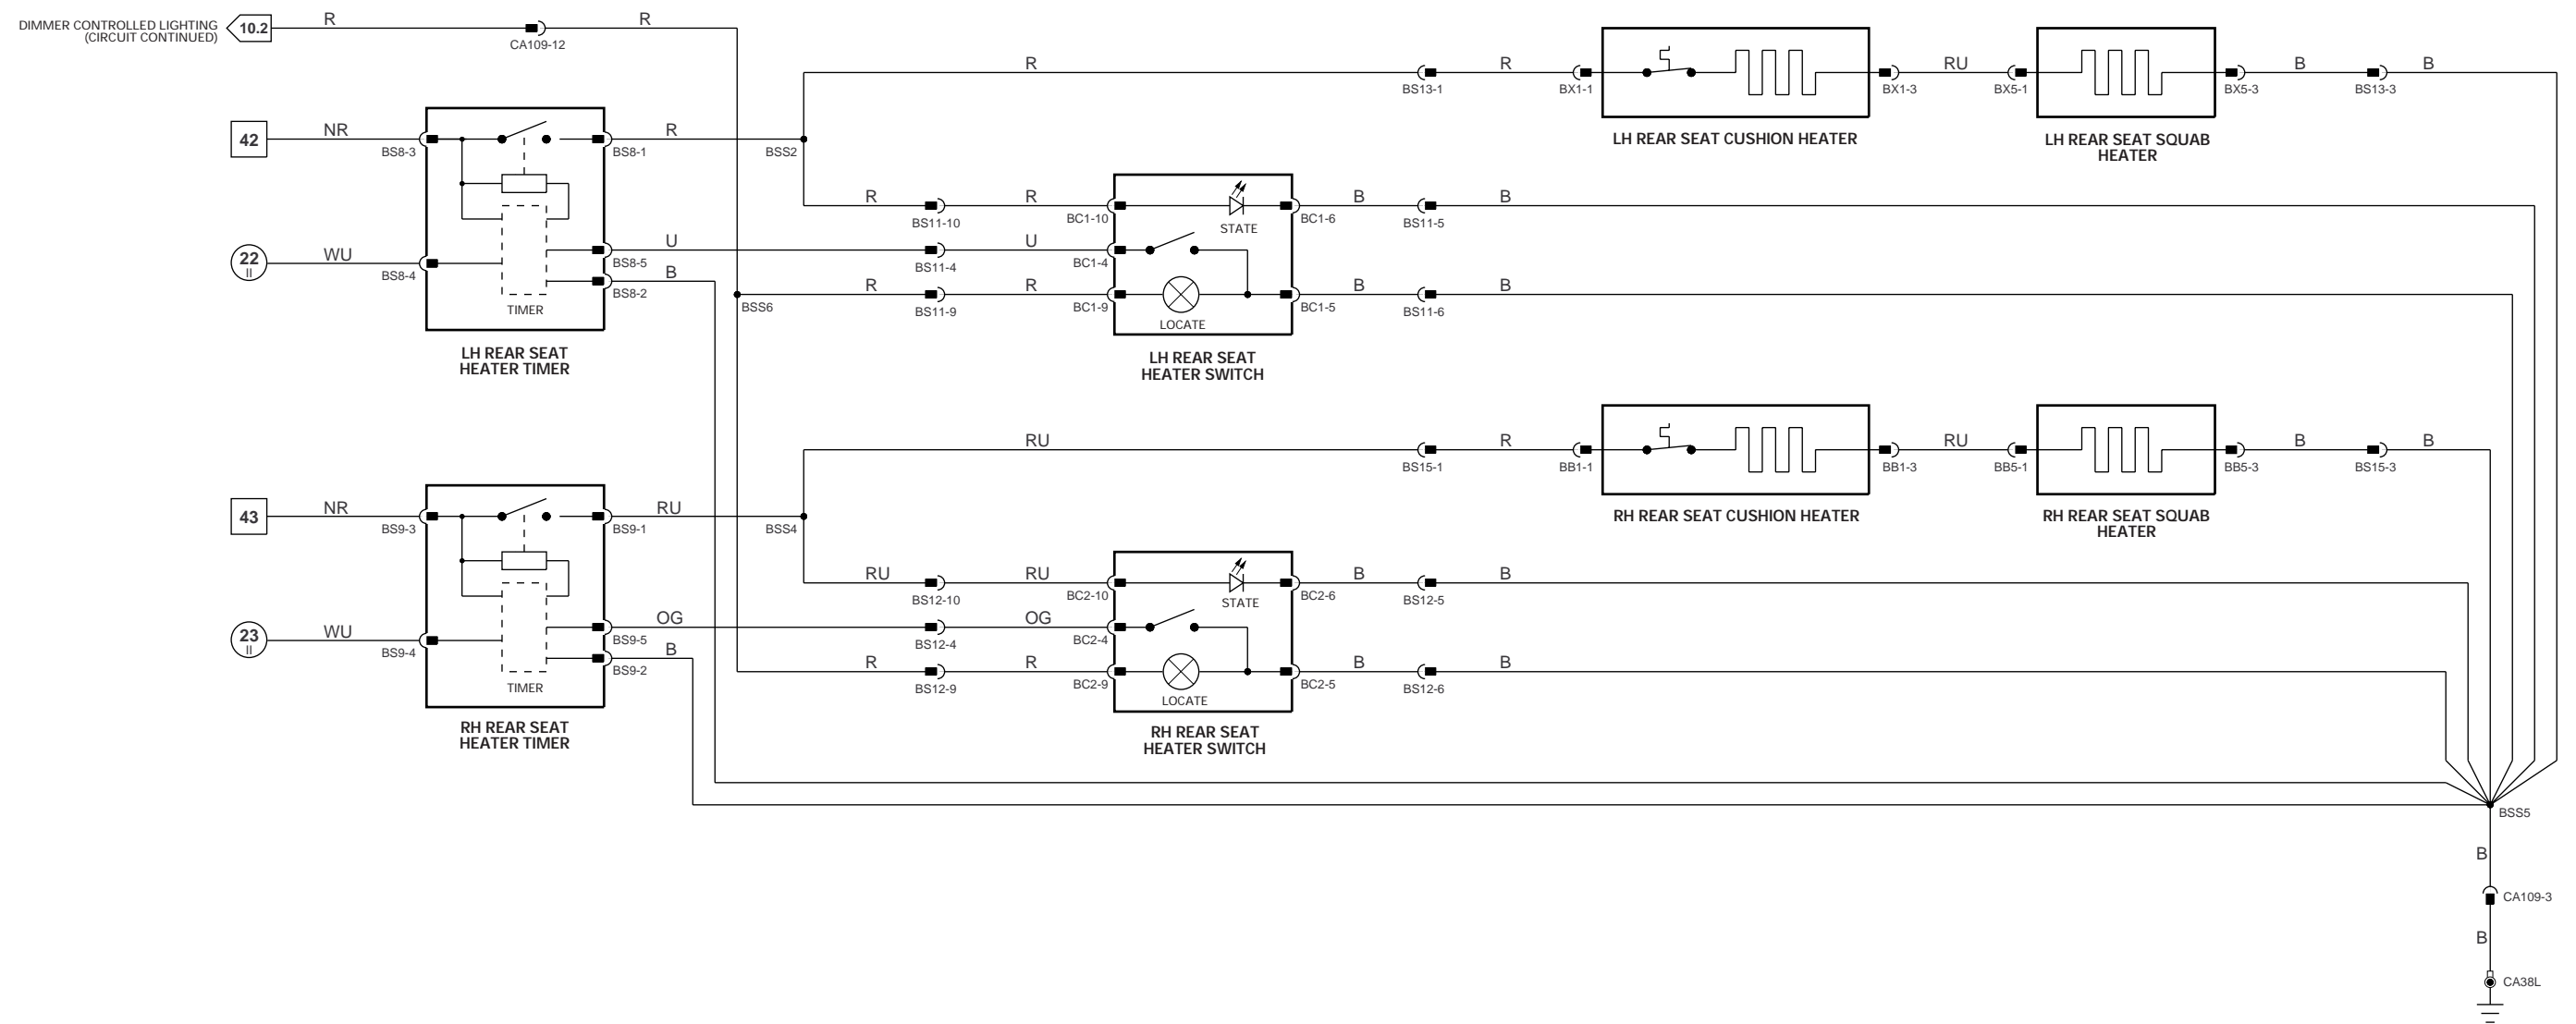 DIMMER CONTROLLED LIGHTING
(CIRCUIT CONTINUED)
10.2
R
CA109-12
R
R
BS13-1
R
BX1-1
BX1-3
RU
BX5-1
BX5-3
B
BS13-3
B
LH REAR SEAT CUSHION HEATER
LH REAR SEAT SQUAB
HEATER
42
NR
BS8-3
BS8-1
R
BSS2
22
II
WU
BS8-4
BS8-5
U
BS8-2
B
TIMER
LH REAR SEAT
HEATER TIMER
BSS6
R
BS11-10
R
BC1-10
STATE
BC1-6
B
BS11-5
B
BS11-4
U
BC1-4
R
BS11-9
R
BC1-9
LOCATE
BC1-5
B
BS11-6
B
LH REAR SEAT
HEATER SWITCH
RU
BS15-1
R
BB1-1
BB1-3
RU
BB5-1
BB5-3
B
BS15-3
B
RH REAR SEAT CUSHION HEATER
RH REAR SEAT SQUAB
HEATER
43
NR
BS9-3
BS9-1
RU
BSS4
23
II
WU
BS9-4
BS9-5
OG
BS9-2
B
TIMER
RH REAR SEAT
HEATER TIMER
RU
BS12-10
RU
BC2-10
STATE
BC2-6
B
BS12-5
B
BS12-4
OG
BC2-4
R
BS12-9
R
BC2-9
LOCATE
BC2-5
B
BS12-6
B
RH REAR SEAT
HEATER SWITCH
BSS5
B
CA109-3
B
CA38L